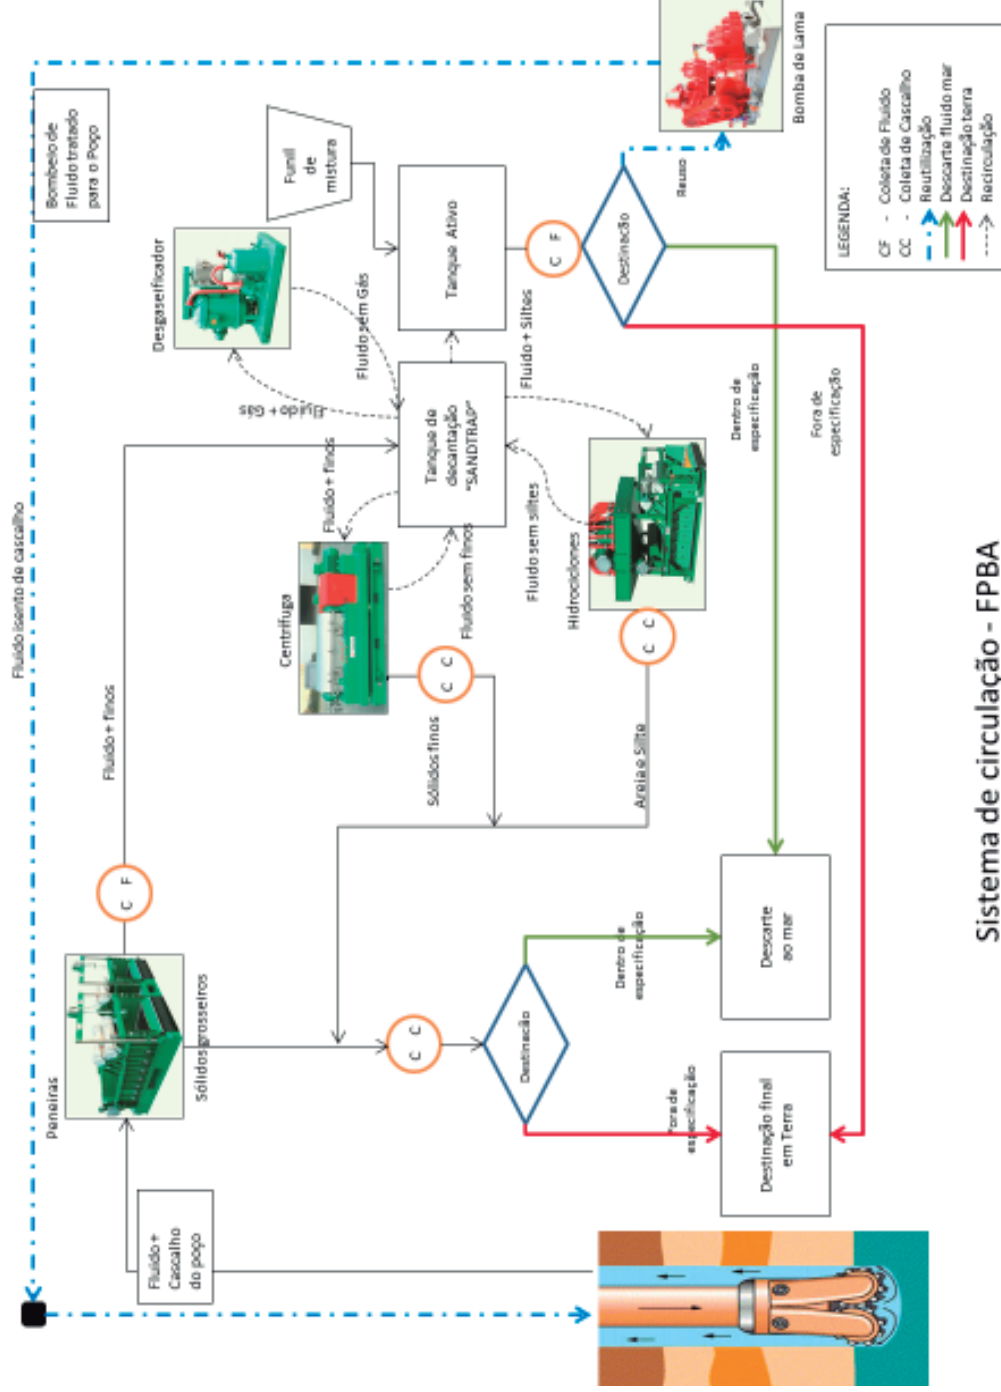 Fluido isento de cascalho
Bombeio de
Fluido tratado
para o Poço
Fluido +
Cascalho
do poço
Peneiras
Sólidos grosseiros
C F
Fluido + finos
Desgaseificador
Fluido + Gás
Fluido sem Gás
Funil
de
mistura
Centrífuga
Fluido + finos
Fluido sem finos
C C
Sólidos finos
Tanque de
decantação
"SANDTRAP"
Tanque Ativo
Fluido + Siltes
Fluido sem siltes
Hidrociclones
C C
Areia e Silte
C F
Destinação
Reuso
Bomba de Lama
Dentro de
especificação
Fora de
especificação
C C
Destinação
Dentro de
especificação
Fora de
especificação
Descarte
ao mar
Destinação final
em Terra
LEGENDA:
CF - Coleta de Fluido
CC - Coleta de Cascalho
Reutilização
Descarte fluido mar
Destinação terra
Recirculação
Sistema de circulação - FPBA